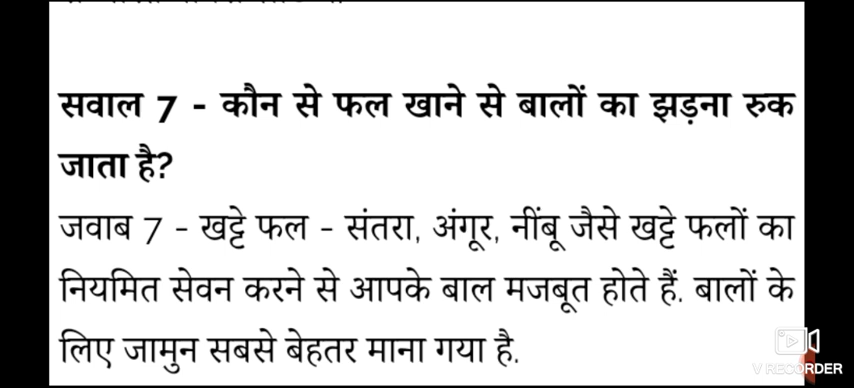 सवाल 7 - कौन से फल खाने से बालों का झड़ना रुक
जाता है?
जवाब 7 - खट्टे फल - संतरा, अंगूर, नींबू जैसे खट्टे फलों का
नियमित सेवन करने से आपके बाल मजबूत होते हैं. बालों के
लिए जामुन सबसे बेहतर माना गया है.
V RECORDER